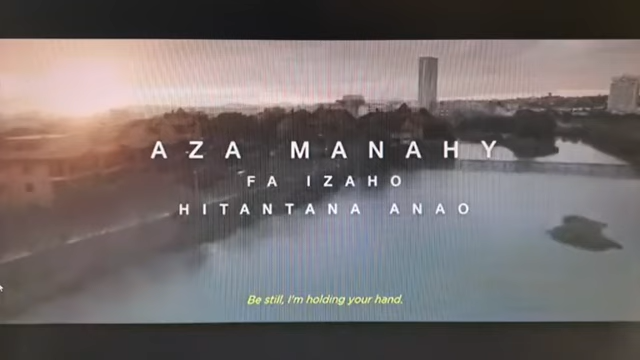 AZA MANAHY
FA IZAHO
HITANTANA ANAO
Be still, I'm holding your hand.